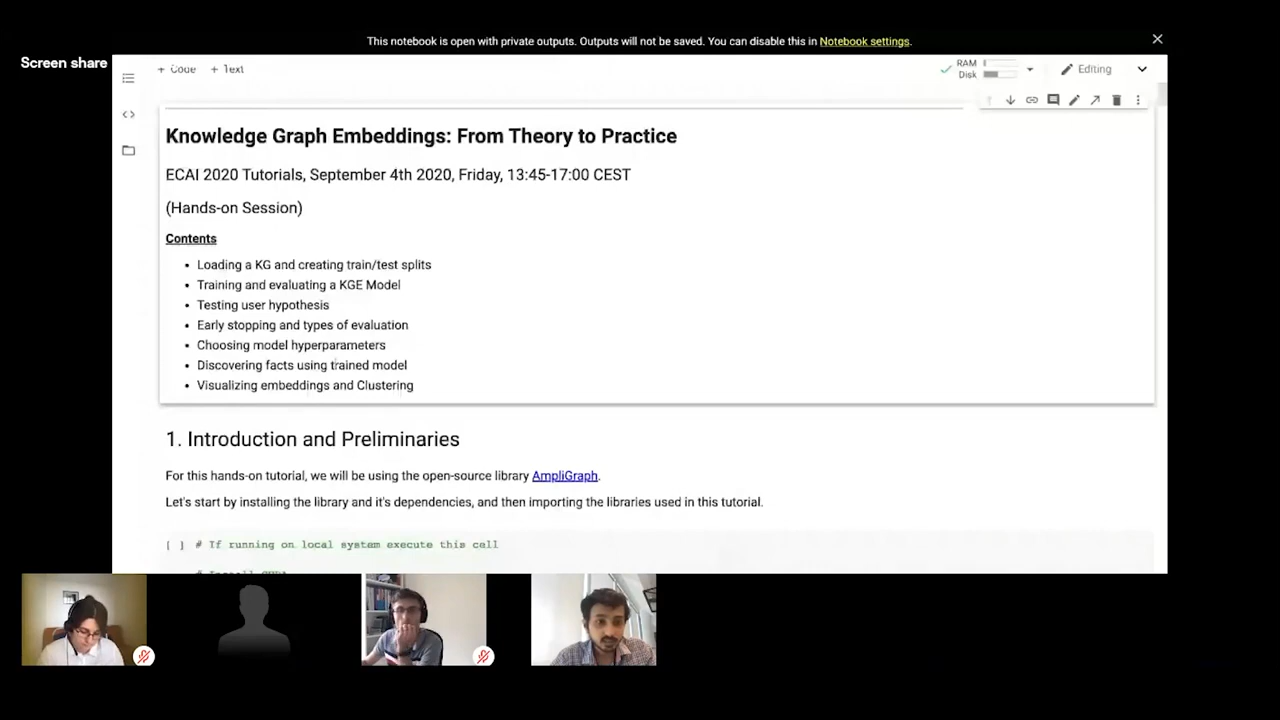 This notebook is open with private outputs. Outputs will not be saved. You can disable this in Notebook settings.
Screen share
+ Code + Text
RAM
Disk
Editing
Knowledge Graph Embeddings: From Theory to Practice
ECAI 2020 Tutorials, September 4th 2020, Friday, 13:45-17:00 CEST
(Hands-on Session)
Contents
• Loading a KG and creating train/test splits
• Training and evaluating a KGE Model
• Testing user hypothesis
• Early stopping and types of evaluation
• Choosing model hyperparameters
• Discovering facts using trained model
• Visualizing embeddings and Clustering
1. Introduction and Preliminaries
For this hands-on tutorial, we will be using the open-source library AmpliGraph.
Let's start by installing the library and it's dependencies, and then importing the libraries used in this tutorial.
[ ] # If running on local system execute this cell